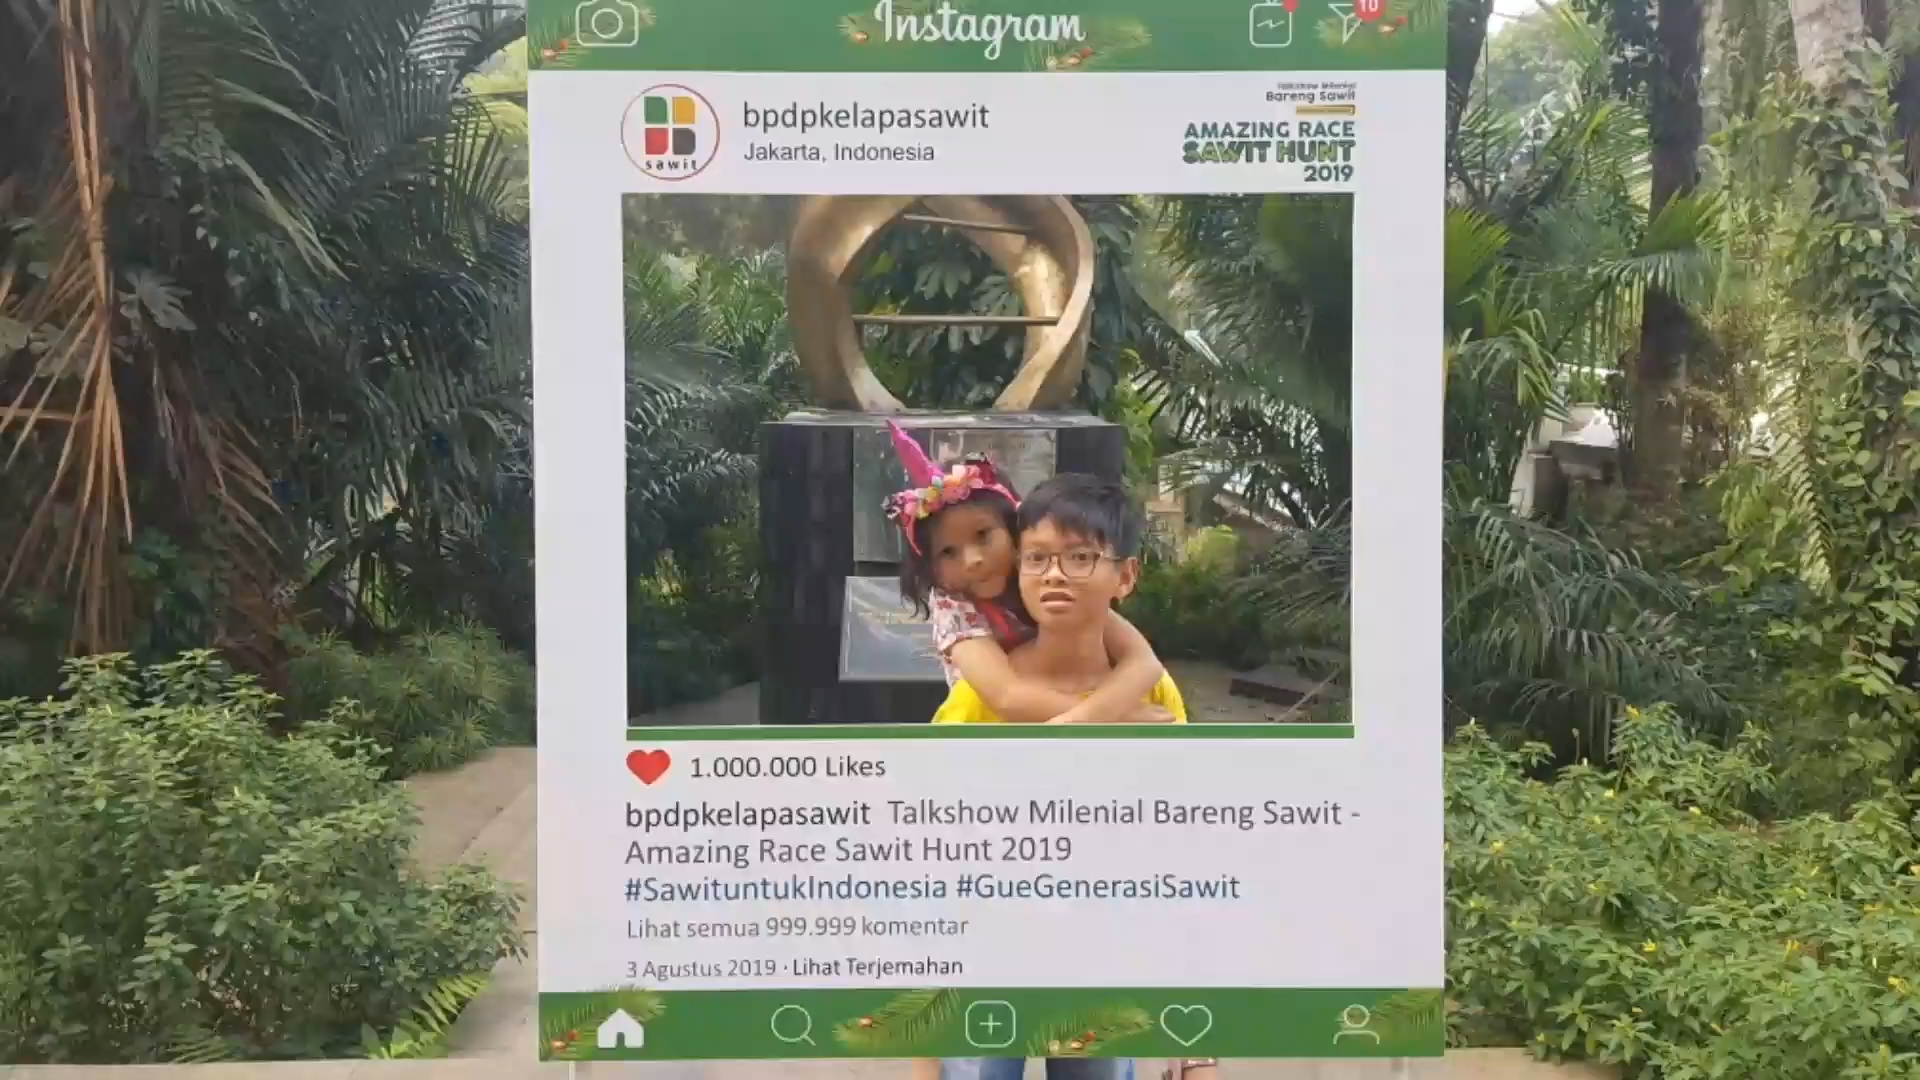 Instagram
10
bpdpkelapasawit
Jakarta, Indonesia
sawit
Talkshow Milenial
Bareng Sawit
AMAZING RACE
SAWIT HUNT
2019
1.000.000 Likes
bpdpkelapasawit Talkshow Milenial Bareng Sawit -
Amazing Race Sawit Hunt 2019
#SawituntukIndonesia #GueGenerasiSawit
Lihat semua 999.999 komentar
3 Agustus 2019 · Lihat Terjemahan